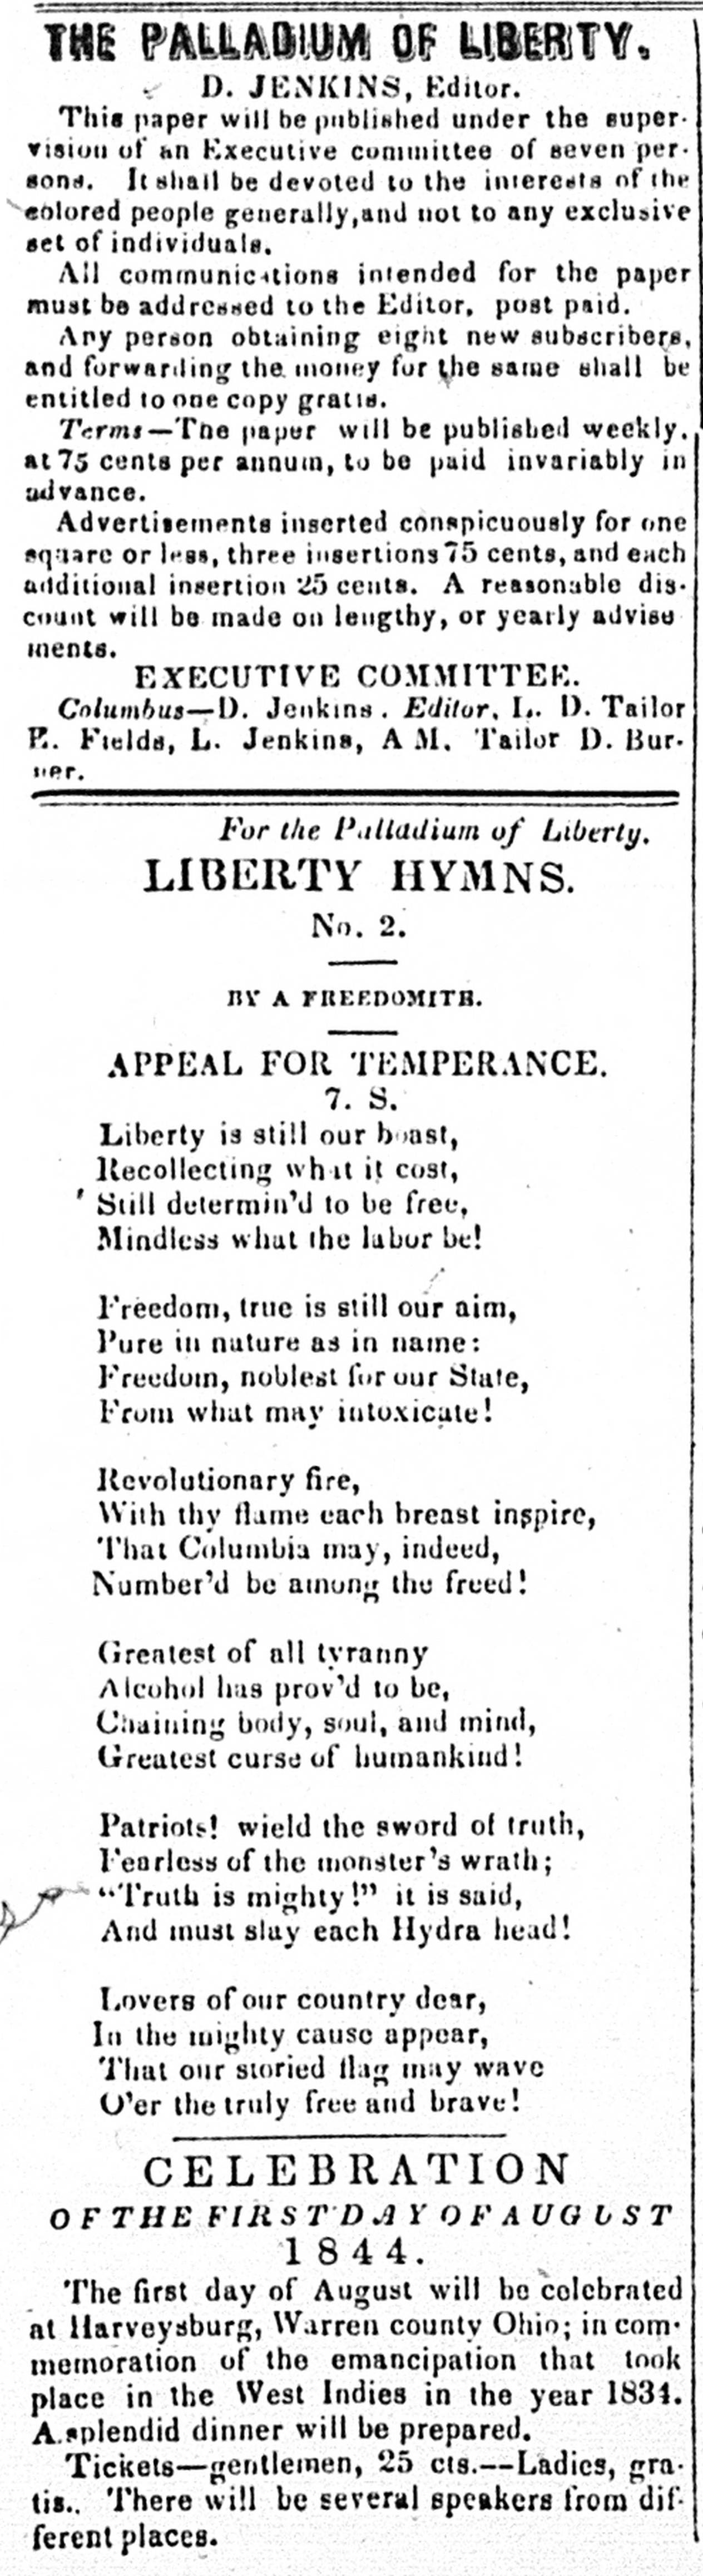 THE PALLADIUM OF LIBERTY.
D. JENKINS, Editor.
This paper will be published under the super-
vision of an Executive committee of seven per-
sons. It shall be devoted to the interests of the
colored people generally, and not to any exclusive
set of individuals.
All communications intended for the paper
must be addressed to the Editor, post paid.
Any person obtaining eight new subscribers,
and forwarding the money for the same shall be
entitled to one copy gratis.
Terms—The paper will be published weekly,
at 75 cents per annum, to be paid invariably in
advance.
Advertisements inserted conspicuously for one
square or less, three insertions 75 cents, and each
additional insertion 25 cents. A reasonable dis-
count will be made on lengthy, or yearly advise
ments.
EXECUTIVE COMMITTEE.
Columbus—D. Jenkins. Editor, L. D. Tailor
R. Fields, L. Jenkins, A M. Tailor D. Bur-
ner.
For the Palladium of Liberty.
LIBERTY HYMNS.
No. 2.
BY A FREEDOMITE.
APPEAL FOR TEMPERANCE.
7. S.
Liberty is still our boast,
Recollecting what it cost,
Still determin'd to be free,
Mindless what the labor be!
Freedom, true is still our aim,
Pure in nature as in name:
Freedom, noblest for our State,
From what may intoxicate!
Revolutionary fire,
With thy flame each breast inspire,
That Columbia may, indeed,
Number'd be among the freed!
Greatest of all tyranny
Alcohol has prov'd to be,
Chaining body, soul, and mind,
Greatest curse of humankind!
Patriots! wield the sword of truth,
Fearless of the monster's wrath;
"Truth is mighty!" it is said,
And must slay each Hydra head!
Lovers of our country dear,
In the mighty cause appear,
That our storied flag may wave
O'er the truly free and brave!
CELEBRATION
OF THE FIRST DAY OF AUGUST
1844.
The first day of August will be celebrated
at Harveysburg, Warren county Ohio; in com-
memoration of the emancipation that took
place in the West Indies in the year 1834.
A splendid dinner will be prepared.
Tickets—gentlemen, 25 cts.--Ladies, gra-
tis.. There will be several speakers from dif-
ferent places.